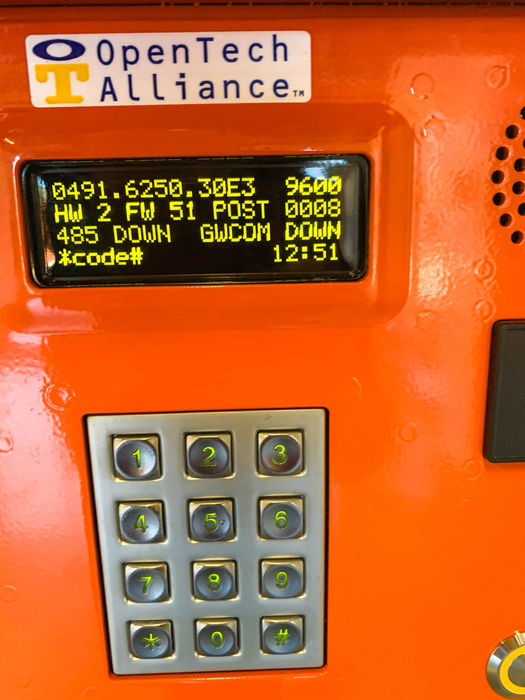 OpenTech
Alliance™
0491.6250.30E3 9600
HW 2 FW 51 POST 0008
485 DOWN GWCOM DOWN
*code# 12:51
1 2 3
4 5 6
7 8 9
* 0 #